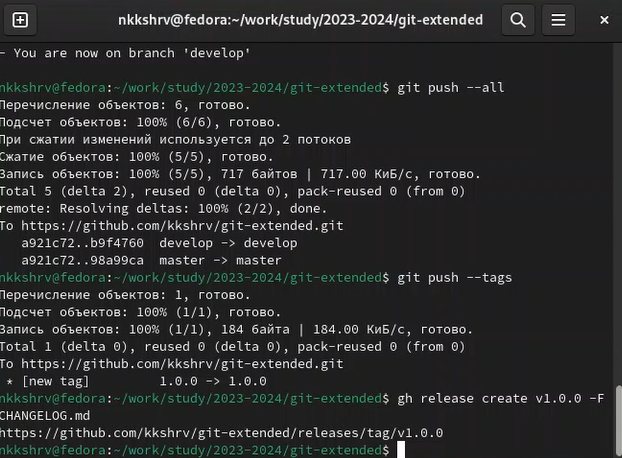 nkkshrv@fedora:~/work/study/2023-2024/git-extended
- You are now on branch 'develop'
nkkshrv@fedora:~/work/study/2023-2024/git-extended$ git push --all
Перечисление объектов: 6, готово.
Подсчет объектов: 100% (6/6), готово.
При сжатии изменений используется до 2 потоков
Сжатие объектов: 100% (5/5), готово.
Запись объектов: 100% (5/5), 717 байтов | 717.00 КиБ/с, готово.
Total 5 (delta 2), reused 0 (delta 0), pack-reused 0 (from 0)
remote: Resolving deltas: 100% (2/2), done.
To https://github.com/kkshrv/git-extended.git
a921c72..b9f4760  develop -> develop
a921c72..98a99ca  master -> master
nkkshrv@fedora:~/work/study/2023-2024/git-extended$ git push --tags
Перечисление объектов: 1, готово.
Подсчет объектов: 100% (1/1), готово.
Запись объектов: 100% (1/1), 184 байта | 184.00 КиБ/с, готово.
Total 1 (delta 0), reused 0 (delta 0), pack-reused 0 (from 0)
To https://github.com/kkshrv/git-extended.git
* [new tag]         1.0.0 -> 1.0.0
nkkshrv@fedora:~/work/study/2023-2024/git-extended$ gh release create v1.0.0 -F
CHANGELOG.md
https://github.com/kkshrv/git-extended/releases/tag/v1.0.0
nkkshrv@fedora:~/work/study/2023-2024/git-extended$